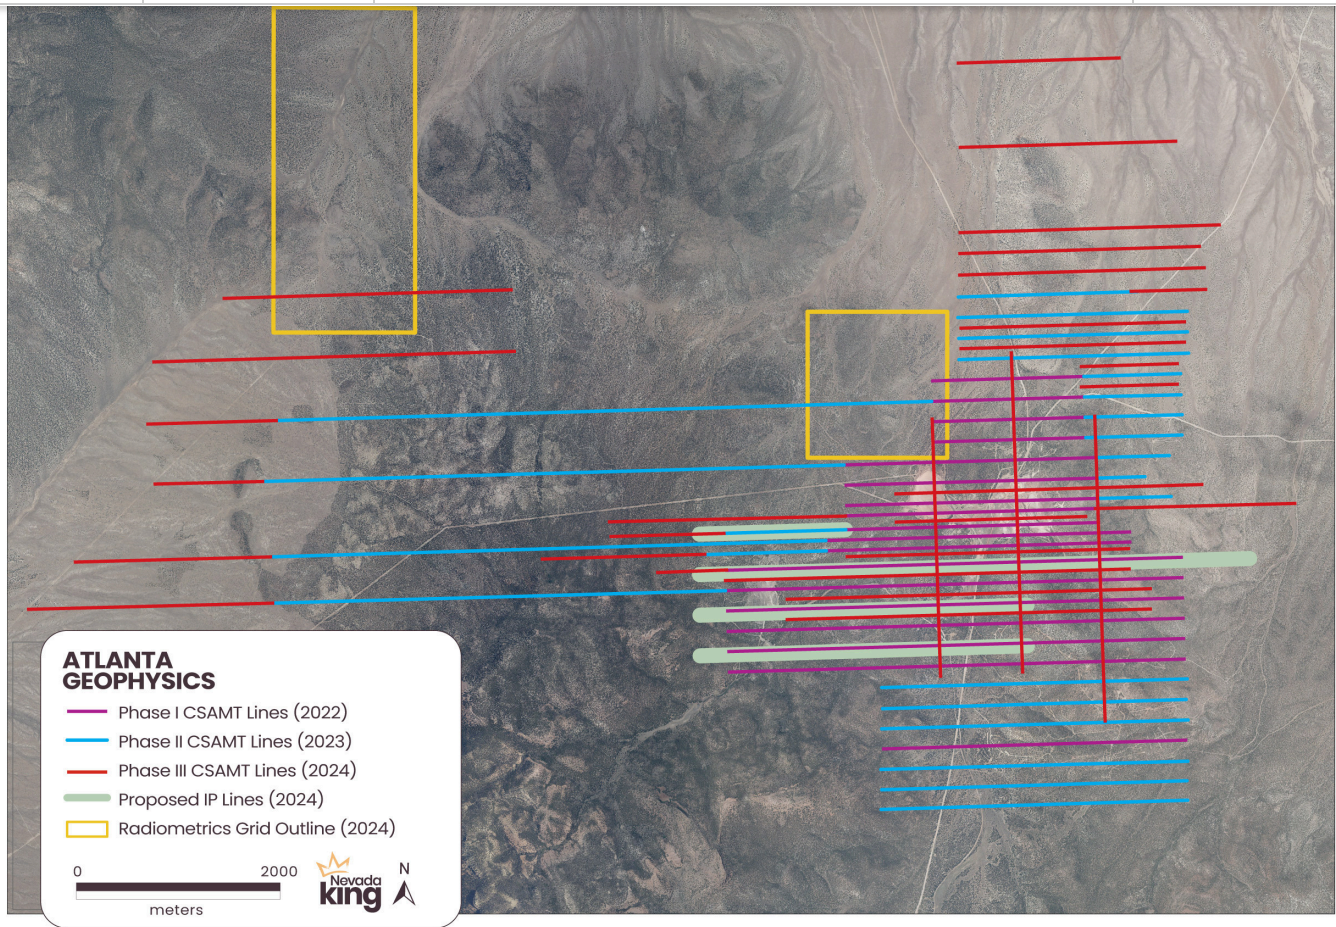 ATLANTA
GEOPHYSICS
Phase I CSAMT Lines (2022)
Phase II CSAMT Lines (2023)
Phase III CSAMT Lines (2024)
Proposed IP Lines (2024)
Radiometrics Grid Outline (2024)
0 2000
meters
Nevada
king
N